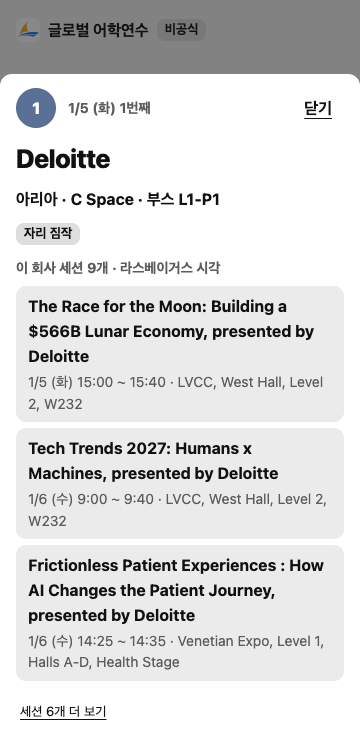 글로벌 어학연수 비공식
1 1/5 (화) 1번째 닫기
Deloitte
아리아 · C Space · 부스 L1-P1
자리 짐작
이 회사 세션 9개 · 라스베이거스 시각
The Race for the Moon: Building a
$566B Lunar Economy, presented by
Deloitte
1/5 (화) 15:00 ~ 15:40 · LVCC, West Hall, Level
2, W232
Tech Trends 2027: Humans x
Machines, presented by Deloitte
1/6 (수) 9:00 ~ 9:40 · LVCC, West Hall, Level 2,
W232
Frictionless Patient Experiences : How
AI Changes the Patient Journey,
presented by Deloitte
1/6 (수) 14:25 ~ 14:35 · Venetian Expo, Level 1,
Halls A-D, Health Stage
세션 6개 더 보기